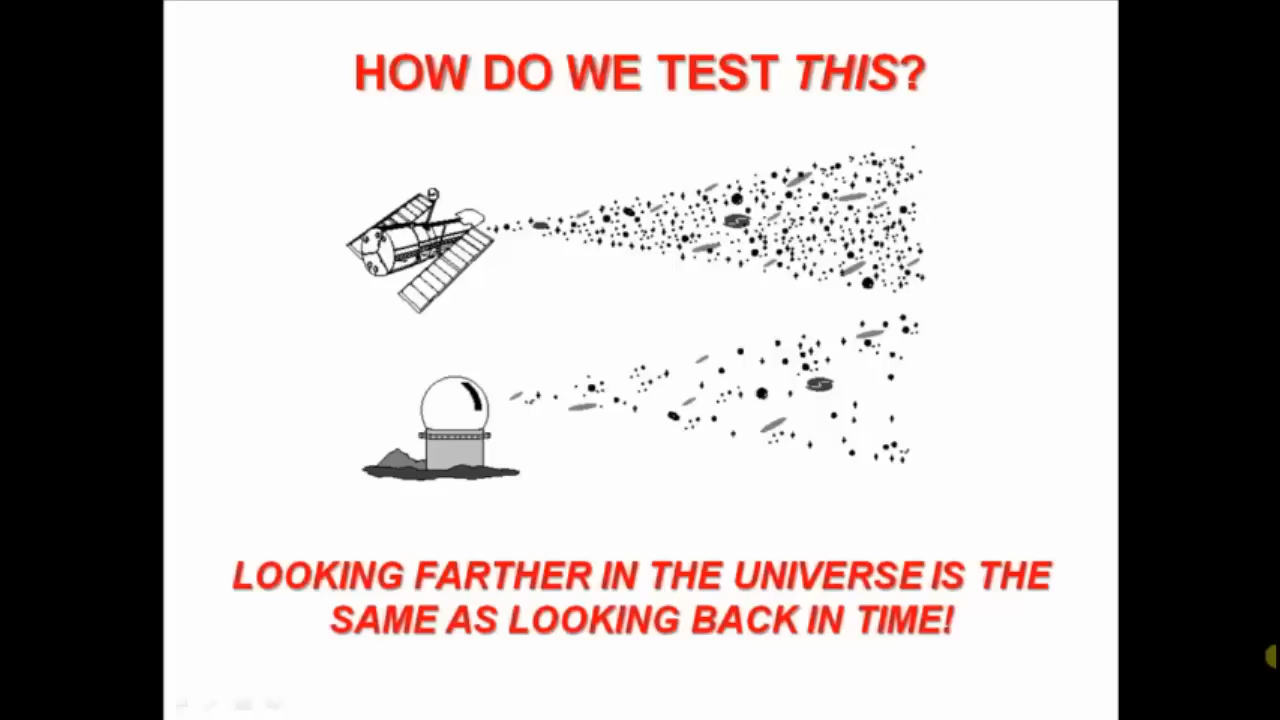 HOW DO WE TEST THIS?
LOOKING FARTHER IN THE UNIVERSE IS THE
SAME AS LOOKING BACK IN TIME!